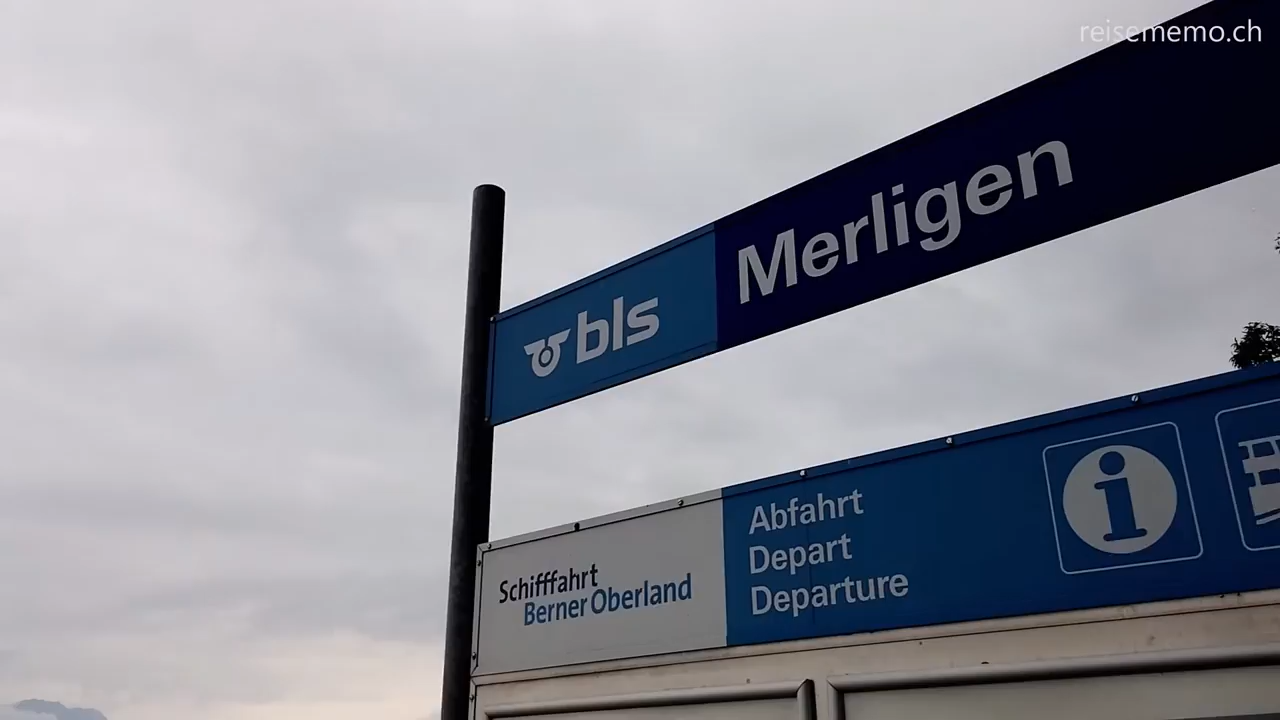 reisememo.ch
bls Merligen
Schifffahrt
Berner Oberland
Abfahrt
Depart
Departure
i